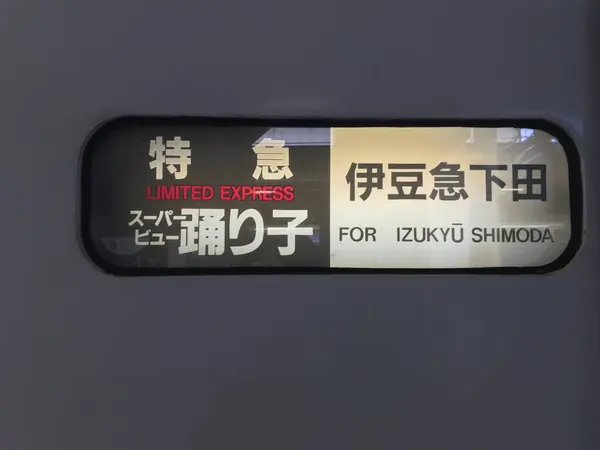 特 急
LIMITED EXPRESS
スーパー
ビュー踊り子
伊豆急下田
FOR IZUKYŪ SHIMODA